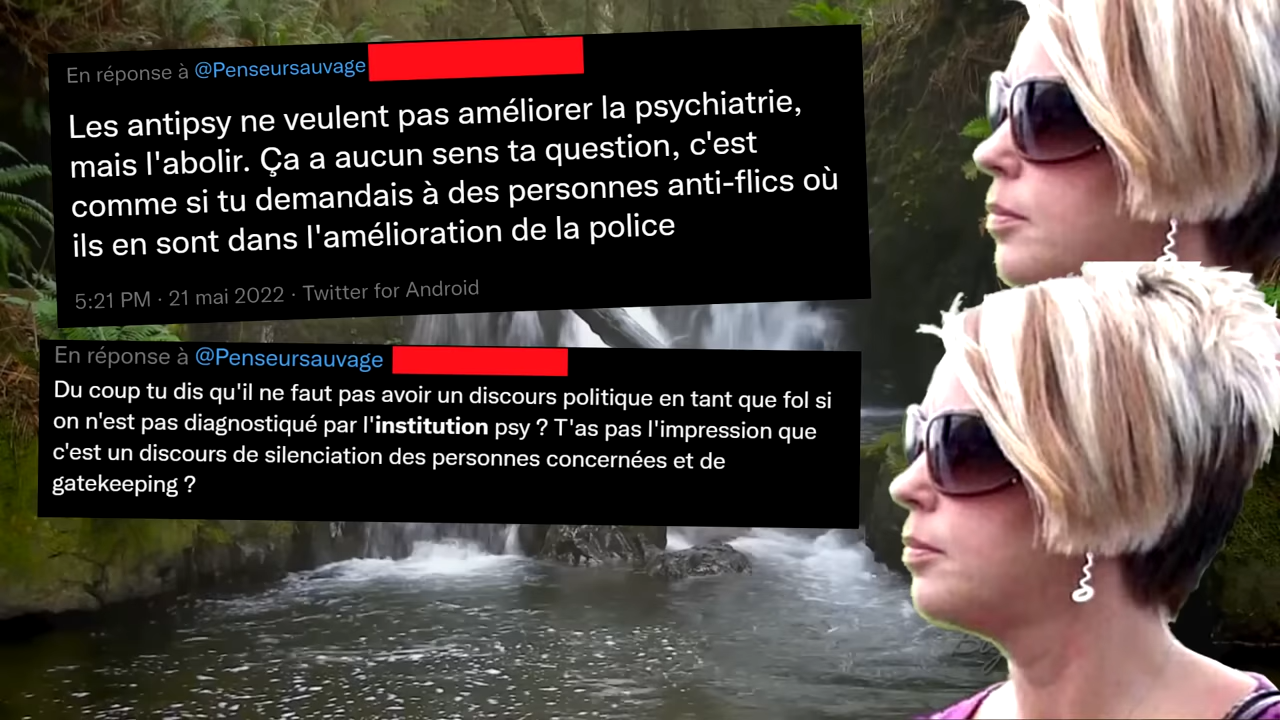 En réponse à @Penseursauvage
Les antipsy ne veulent pas améliorer la psychiatrie,
mais l'abolir. Ça a aucun sens ta question, c'est
comme si tu demandais à des personnes anti-flics où
ils en sont dans l'amélioration de la police
5:21 PM · 21 mai 2022 · Twitter for Android
En réponse à @Penseursauvage
Du coup tu dis qu'il ne faut pas avoir un discours politique en tant que fol si
on n'est pas diagnostiqué par l'institution psy ? T'as pas l'impression que
c'est un discours de silenciation des personnes concernées et de
gatekeeping ?